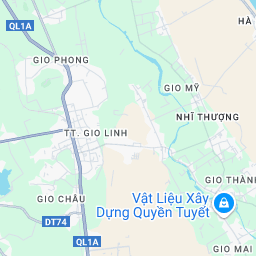 QL1A
HÀ
GIO PHONG
GIO MỸ
NHĨ THƯỢNG
TT. GIO LINH
GIO THÀNH
GIO CHÂU
Vật Liệu Xây
Dựng Quyền Tuyết
DT74
QL1A
GIO MAI